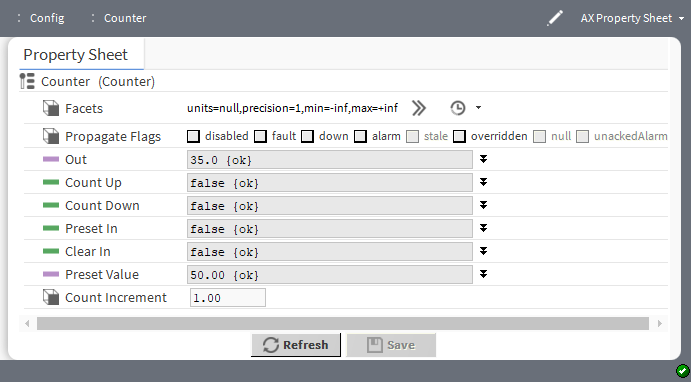 : Config : Counter AX Property Sheet
Property Sheet
Counter (Counter)
Facets units=null,precision=1,min=-inf,max=+inf
Propagate Flags disabled fault down alarm stale overridden null unackedAlarm
Out 35.0 {ok}
Count Up false {ok}
Count Down false {ok}
Preset In false {ok}
Clear In false {ok}
Preset Value 50.00 {ok}
Count Increment 1.00
Refresh Save